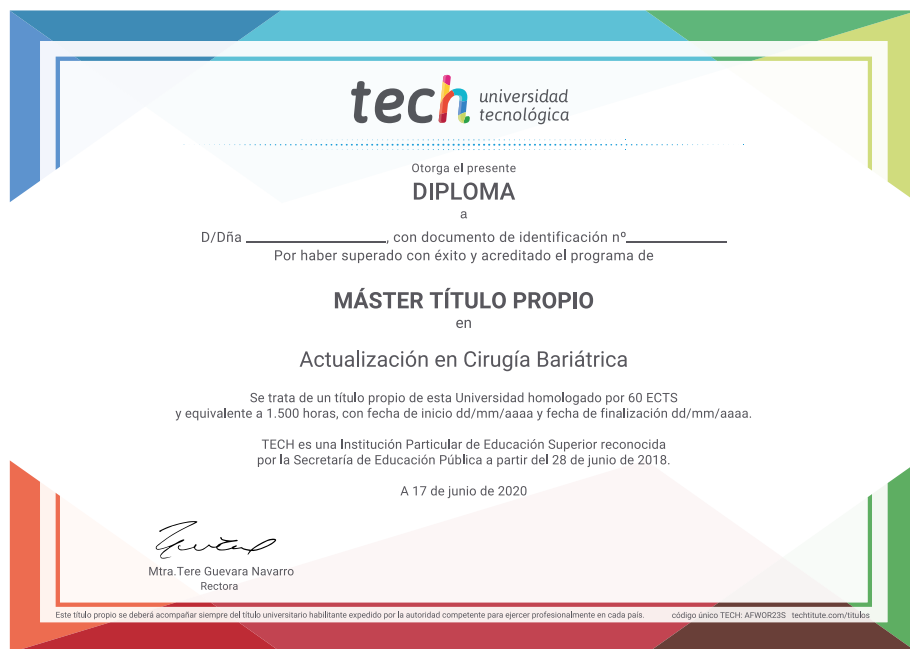 tech universidad
tecnológica
Otorga el presente
DIPLOMA
a
D/Dña ______________, con documento de identificación nº__________
Por haber superado con éxito y acreditado el programa de
MÁSTER TÍTULO PROPIO
en
Actualización en Cirugía Bariátrica
Se trata de un título propio de esta Universidad homologado por 60 ECTS
y equivalente a 1.500 horas, con fecha de inicio dd/mm/aaaa y fecha de finalización dd/mm/aaaa.
TECH es una Institución Particular de Educación Superior reconocida
por la Secretaría de Educación Pública a partir del 28 de junio de 2018.
A 17 de junio de 2020
Mtra.Tere Guevara Navarro
Rectora
Este título propio se deberá acompañar siempre del título universitario habilitante expedido por la autoridad competente para ejercer profesionalmente en cada país. código único TECH: AFWOR23S techtitute.com/titulos